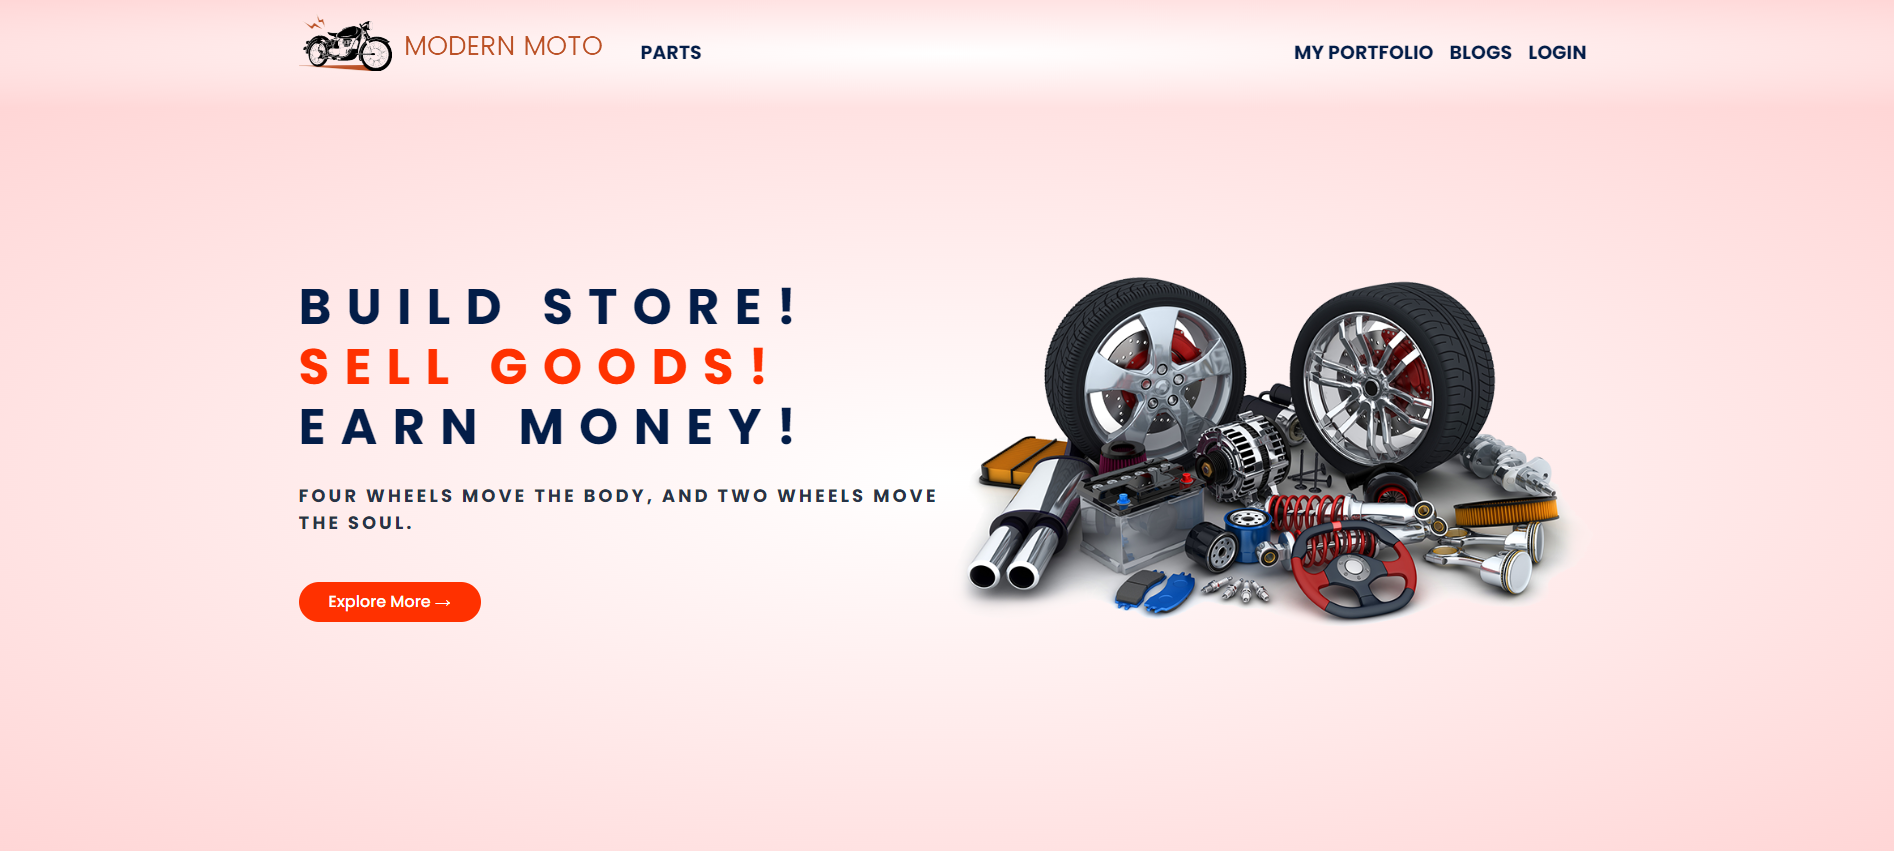 MODERN MOTO
PARTS
MY PORTFOLIO
BLOGS
LOGIN
BUILD STORE!
SELL GOODS!
EARN MONEY!
FOUR WHEELS MOVE THE BODY, AND TWO WHEELS MOVE
THE SOUL.
Explore More →